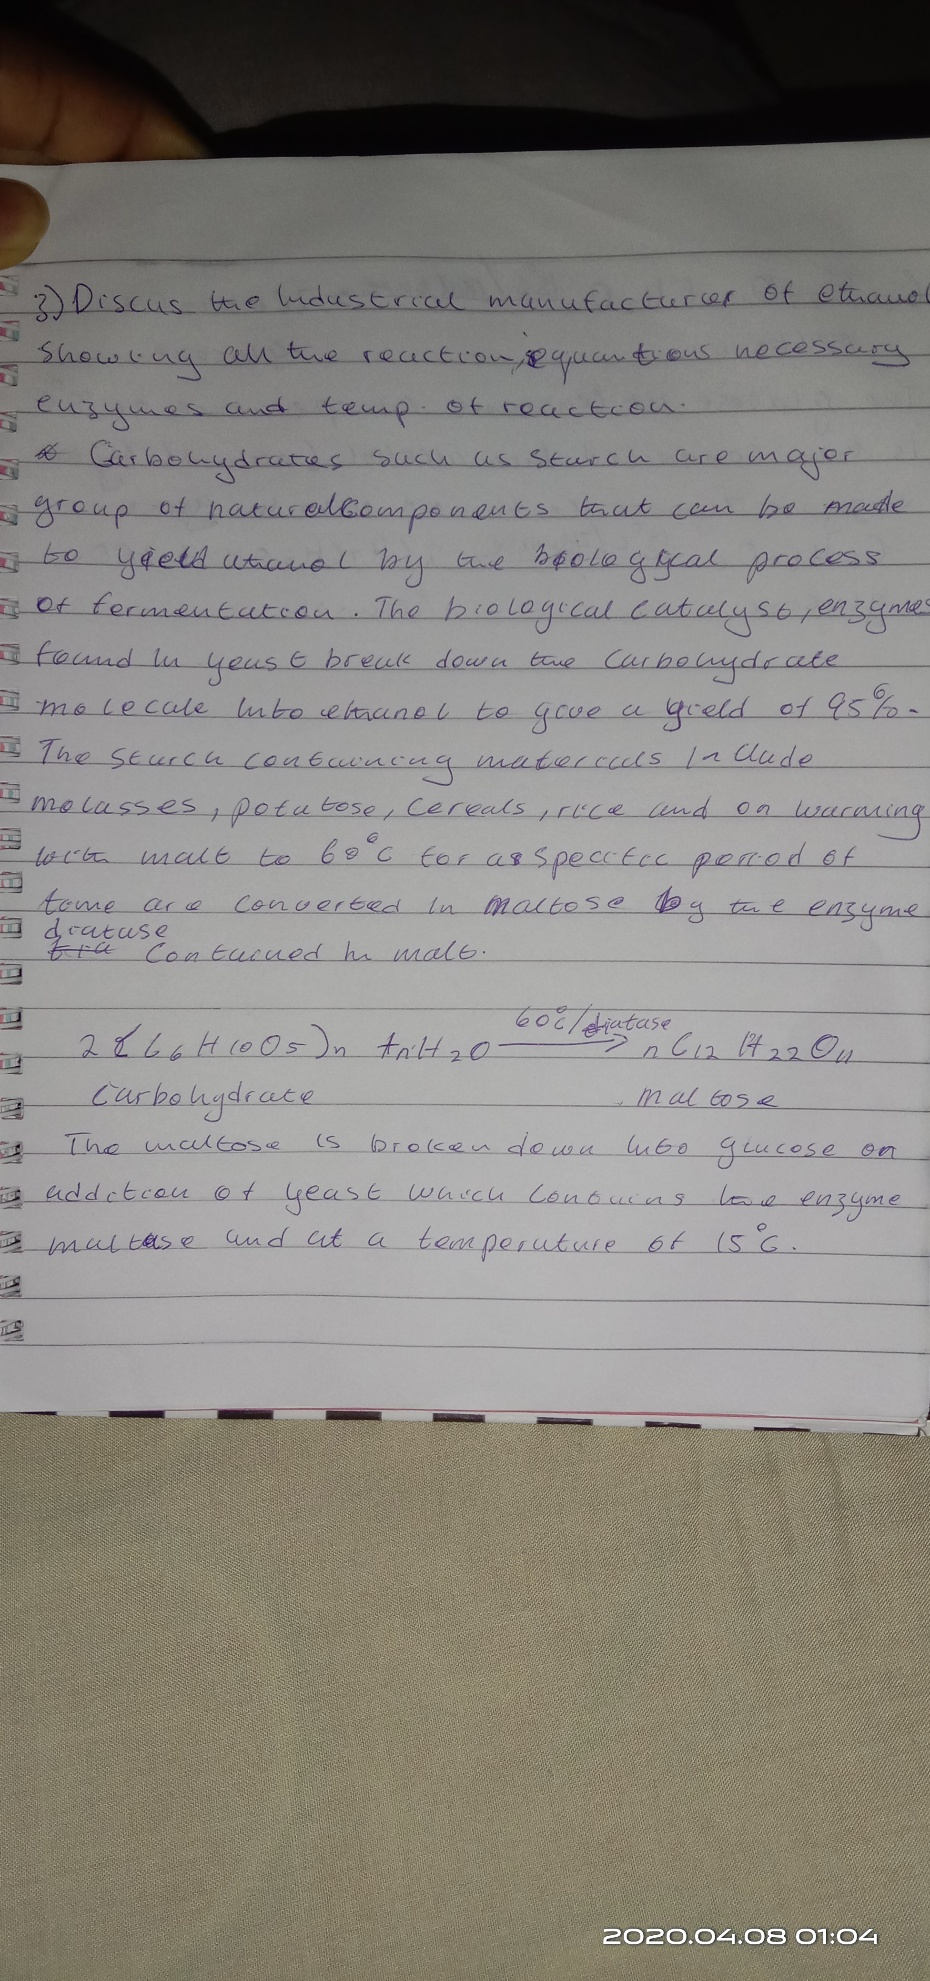 3) Discus the Industrial manufacturer of ethanol
showing all the reaction, equantions necessary
enzymes and temp. of reaction.
Carbohydrates such as starch are major
group of natural components that can be made
to yield ethanol by the biological process
of fermentation. The biological catalyst, enzymes
found in yeast break down the carbohydrate
molecule into ethanol to give a yield of 95%.
The starch containing materials include
molasses, potatose, cereals, rice and on warming
with malt to 60°c for a specific period of
time are converted in maltose by the enzyme
diatase
contained in malt.
60°c/diatase
2(C6H10O5)n + nH2O → nC12H22O11
Carbohydrate maltose
The maltose is broken down into glucose on
addition of yeast which contains the enzyme
maltase and at a temperature of 15°C.
2020.04.08 01:04